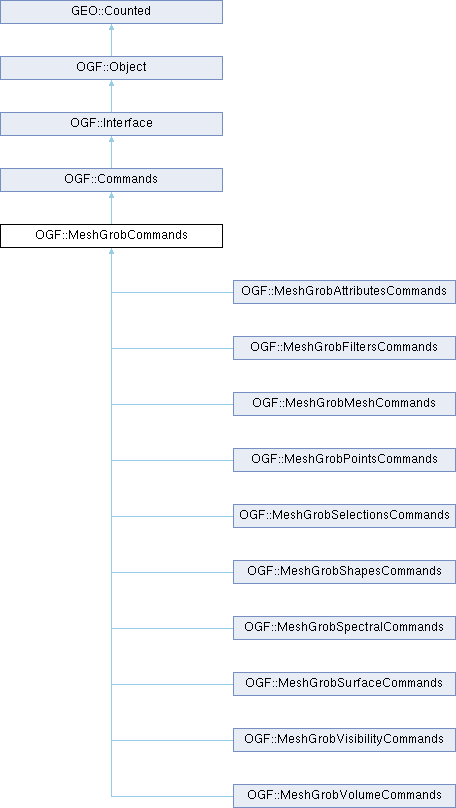 GEO::Counted
OGF::Object
OGF::Interface
OGF::Commands
OGF::MeshGrobCommands
OGF::MeshGrobAttributesCommands
OGF::MeshGrobFiltersCommands
OGF::MeshGrobMeshCommands
OGF::MeshGrobPointsCommands
OGF::MeshGrobSelectionsCommands
OGF::MeshGrobShapesCommands
OGF::MeshGrobSpectralCommands
OGF::MeshGrobSurfaceCommands
OGF::MeshGrobVisibilityCommands
OGF::MeshGrobVolumeCommands